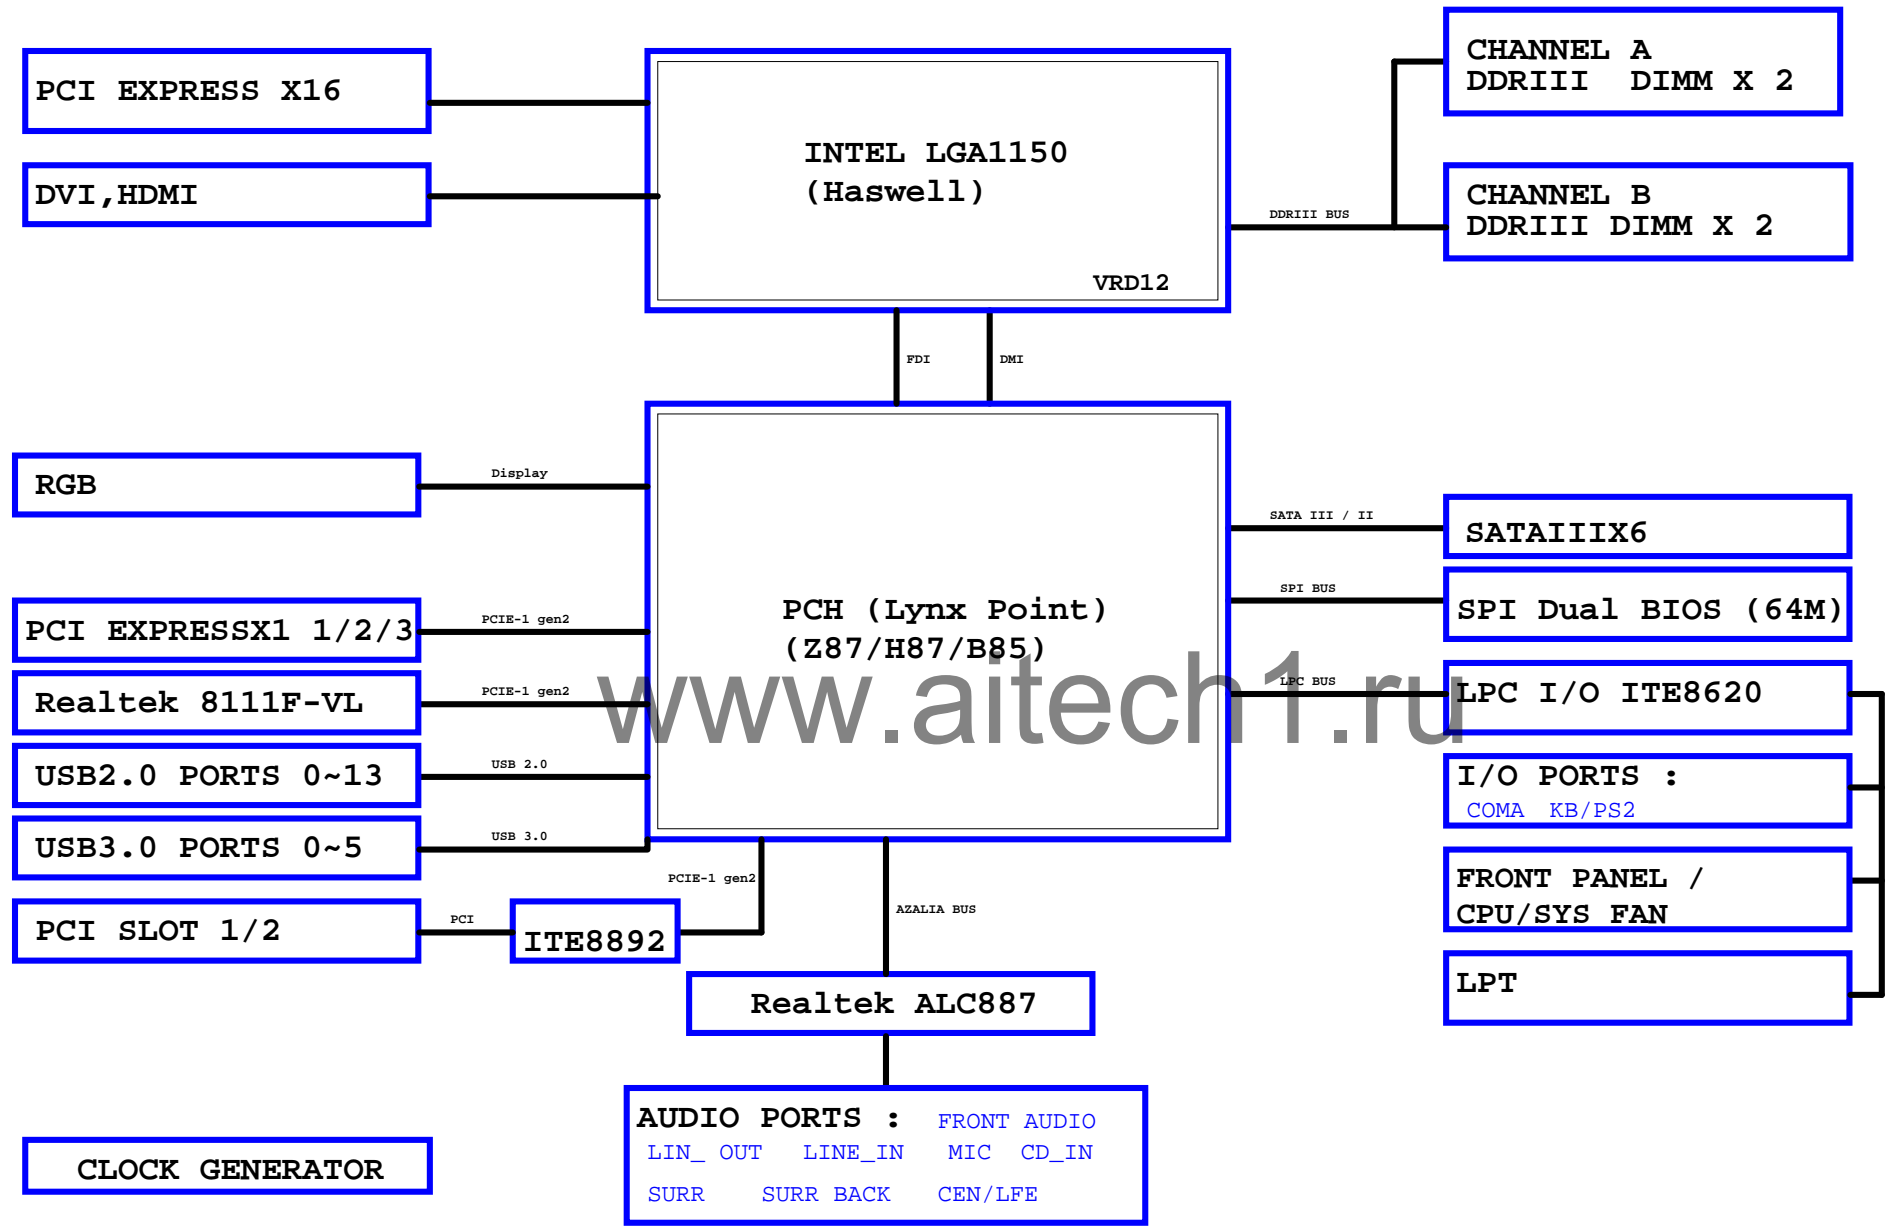 PCI EXPRESS X16
DVI,HDMI
INTEL LGA1150
(Haswell)
VRD12
DDRIII BUS
CHANNEL A
DDRIII DIMM X 2
CHANNEL B
DDRIII DIMM X 2
FDI
DMI
RGB
Display
PCI EXPRESSX1 1/2/3
PCIE-1 gen2
Realtek 8111F-VL
PCIE-1 gen2
USB2.0 PORTS 0~13
USB 2.0
USB3.0 PORTS 0~5
USB 3.0
PCI SLOT 1/2
PCI
ITE8892
PCIE-1 gen2
PCH (Lynx Point)
(Z87/H87/B85)
www.aitech1.ru
SATA III / II
SATAIIIX6
SPI BUS
SPI Dual BIOS (64M)
LPC BUS
LPC I/O ITE8620
I/O PORTS :
COMA KB/PS2
FRONT PANEL /
CPU/SYS FAN
LPT
AZALIA BUS
Realtek ALC887
AUDIO PORTS : FRONT AUDIO
LIN_ OUT LINE_IN MIC CD_IN
SURR SURR BACK CEN/LFE
CLOCK GENERATOR